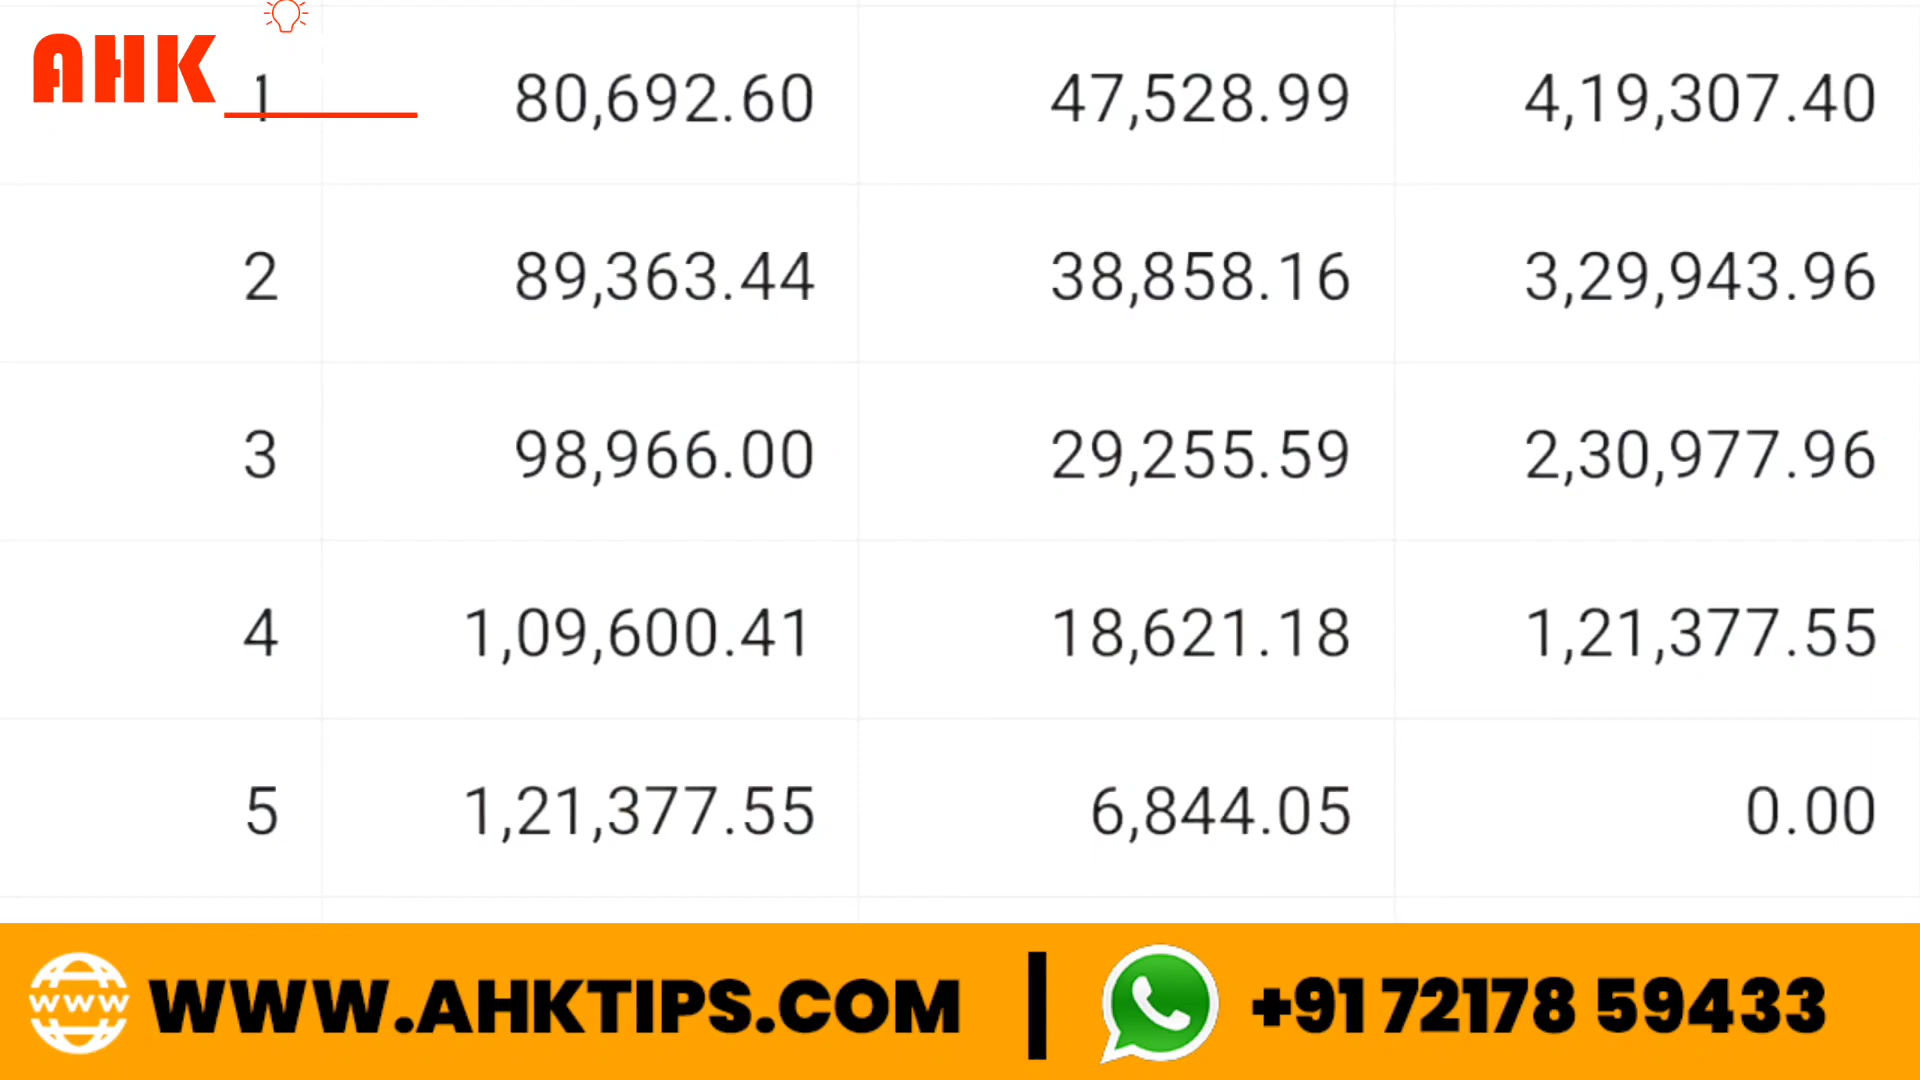 AHK
1 80,692.60 47,528.99 4,19,307.40
2 89,363.44 38,858.16 3,29,943.96
3 98,966.00 29,255.59 2,30,977.96
4 1,09,600.41 18,621.18 1,21,377.55
5 1,21,377.55 6,844.05 0.00
www WWW.AHKTIPS.COM | +91 72178 59433